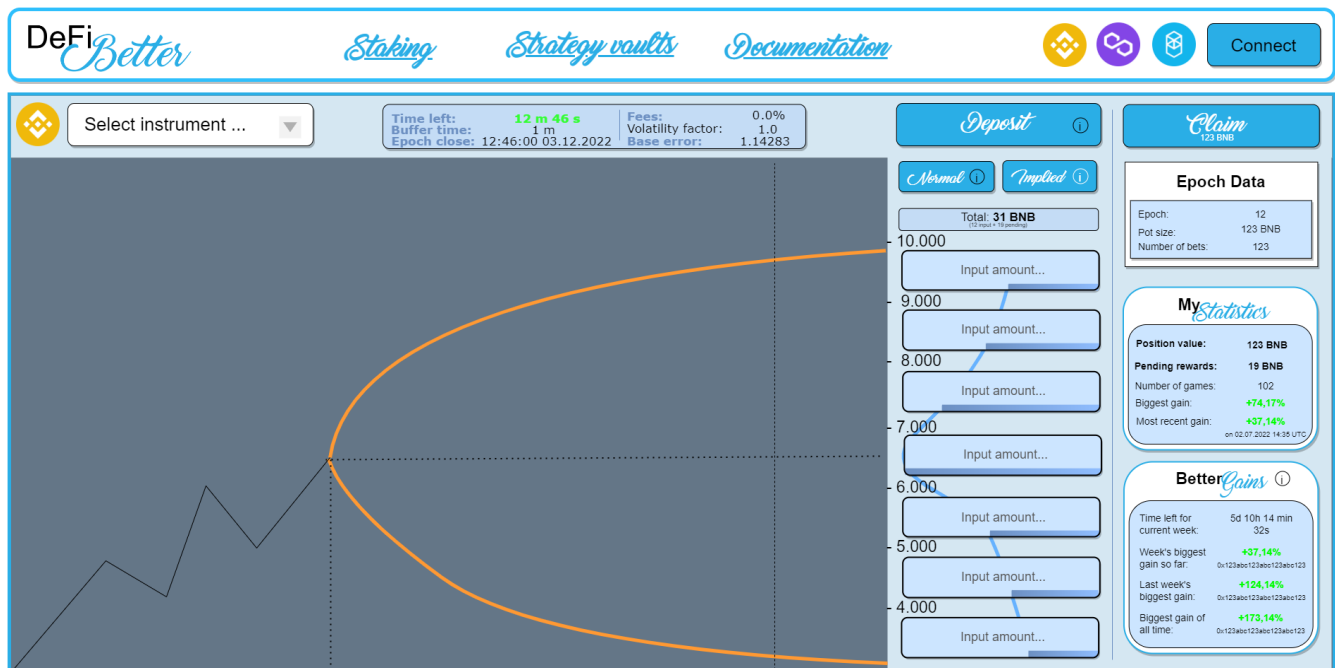 DeFi Better
Staking
Strategy vaults
Documentation
Connect
Select instrument ...
Time left: 12 m 46 s
Buffer time: 1 m
Epoch close: 12:46:00 03.12.2022
Fees: 0.0%
Volatility factor: 1.0
Base error: 1.14283
Deposit i
Claim
123 BNB
Normal i
Implied i
Total: 31 BNB
(12 input + 19 pending)
10.000
Input amount...
9.000
Input amount...
8.000
Input amount...
7.000
Input amount...
6.000
Input amount...
5.000
Input amount...
4.000
Input amount...
Epoch Data
Epoch: 12
Pot size: 123 BNB
Number of bets: 123
My Statistics
Position value: 123 BNB
Pending rewards: 19 BNB
Number of games: 102
Biggest gain: +74,17%
Most recent gain: +37,14%
on 02.07.2022 14:35 UTC
Better Gains i
Time left for 5d 10h 14 min
current week: 32s
Week's biggest +37,14%
gain so far: 0x123abc123abc123abc123
Last week's +124,14%
biggest gain: 0x123abc123abc123abc123
Biggest gain of +173,14%
all time: 0x123abc123abc123abc123